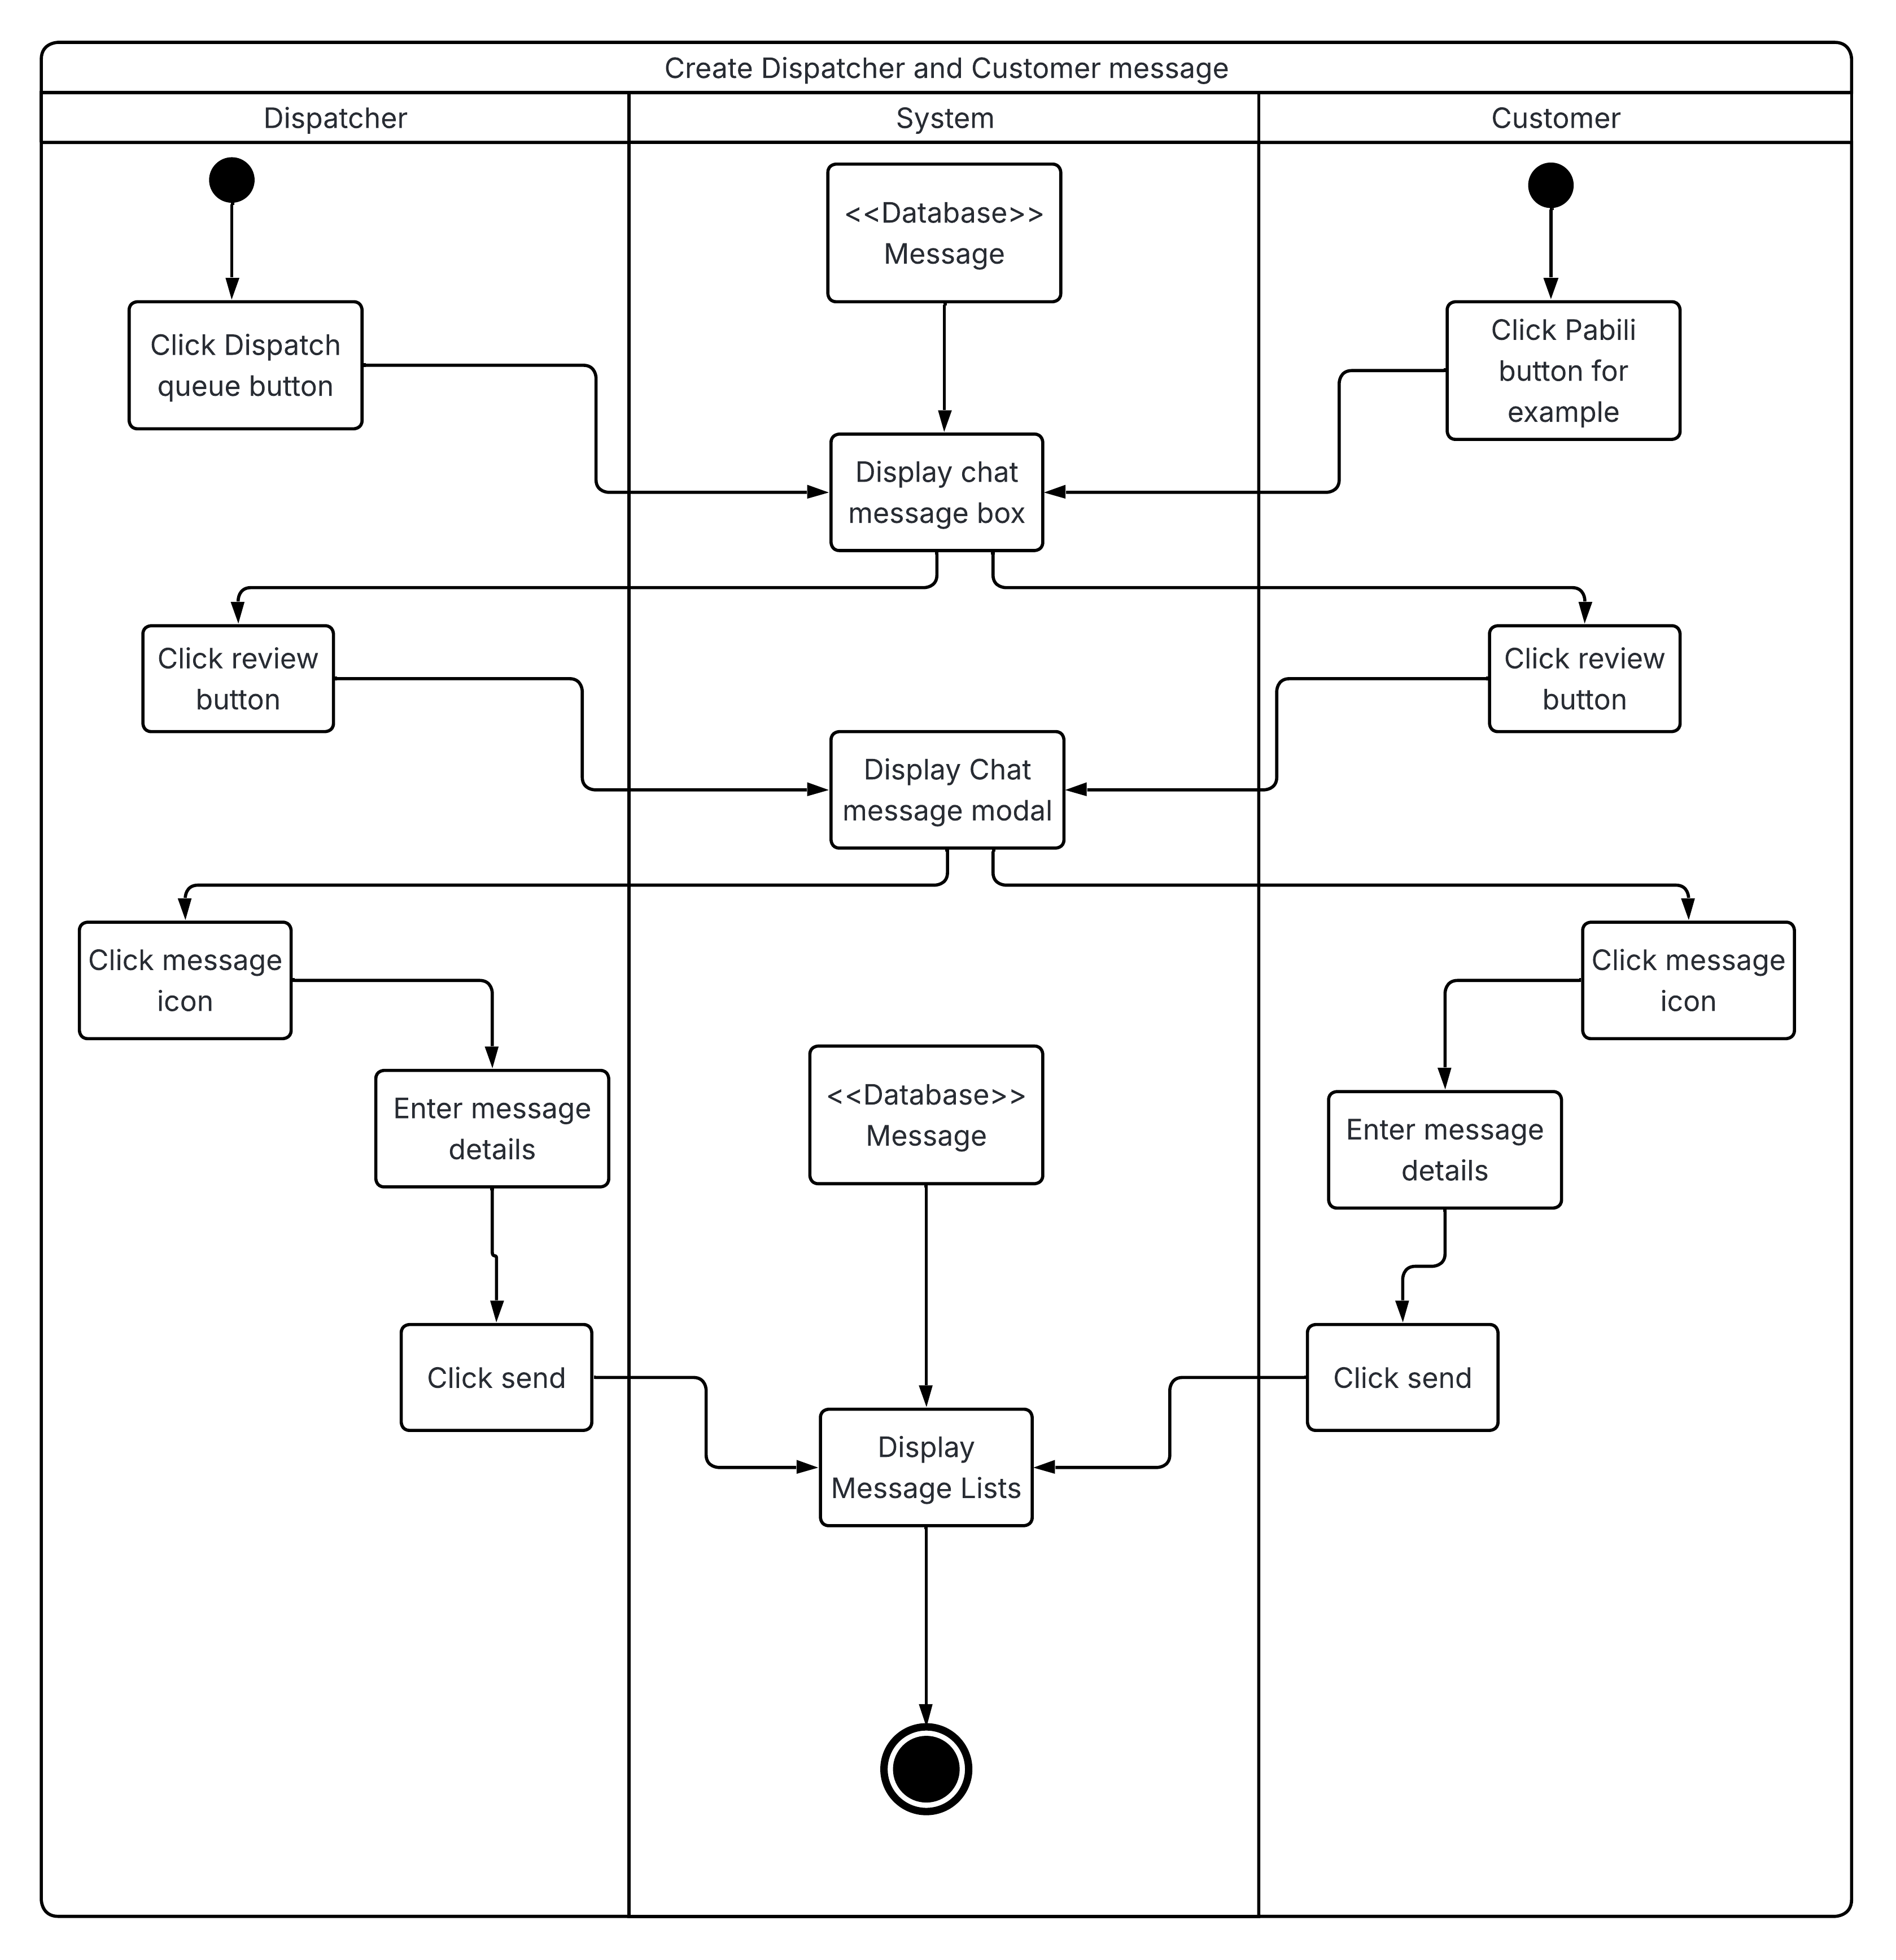 Create Dispatcher and Customer message
Dispatcher
System
Customer
<<Database>>
Message
Click Dispatch
queue button
Click Pabili
button for
example
Display chat
message box
Click review
button
Click review
button
Display Chat
message modal
Click message
icon
Click message
icon
Enter message
details
<<Database>>
Message
Enter message
details
Click send
Click send
Display
Message Lists